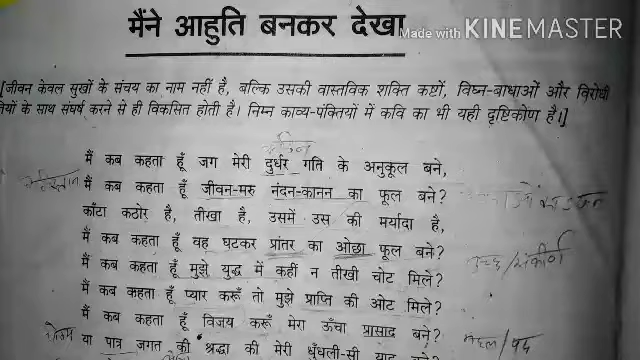 मैंने आहुति बनकर देखा
Made with KINEMASTER
[जीवन केवल सुखों के संचय का नाम नहीं है, बल्कि उसकी वास्तविक शक्ति कष्टों, विघ्न-बाधाओं और विरोधी
के साथ संघर्ष करने से ही विकसित होती है। निम्न काव्य-पंक्तियों में कवि का भी यही दृष्टिकोण है।]
कठिन
मैं कब कहता हूँ जग मेरी दुर्धर गति के अनुकूल बने,
मैं कब कहता हूँ जीवन-मरु नंदन-कानन का फूल बने?
काँटा कठोर है, तीखा है, उसमें उस की मर्यादा है,
मैं कब कहता हूँ वह घटकर प्रांतर का ओछा फूल बने?
तुच्छ/संकीर्ण
मैं कब कहता हूँ मुझे युद्ध में कहीं न तीखी चोट मिले?
मैं कब कहता हूँ प्यार करूँ तो मुझे प्राप्ति की ओट मिले?
मैं कब कहता हूँ विजय करूँ मेरा ऊँचा प्रासाद बने?
महल/
या पात्र जगत की श्रद्धा की मेरी धुँधली-सी याद बने?